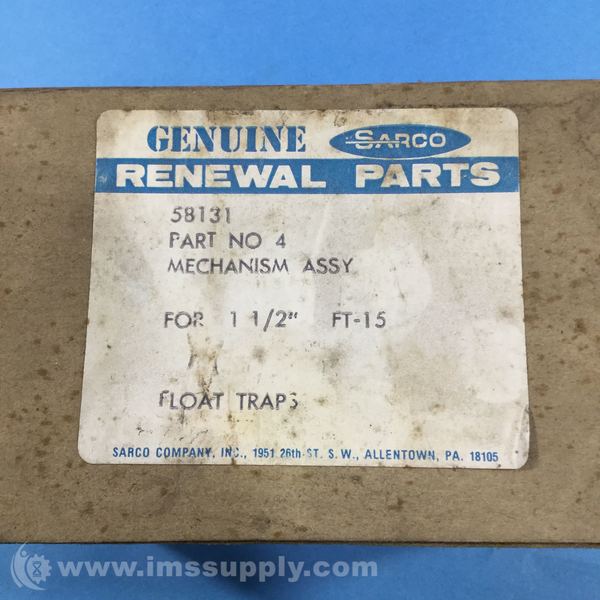 GENUINE SARCO
RENEWAL PARTS
58131
PART NO 4
MECHANISM ASSY
FOR 1 1/2" FT-15
FLOAT TRAPS
SARCO COMPANY, INC., 1951 26th ST. S.W., ALLENTOWN, PA. 18105
www.imssupply.com